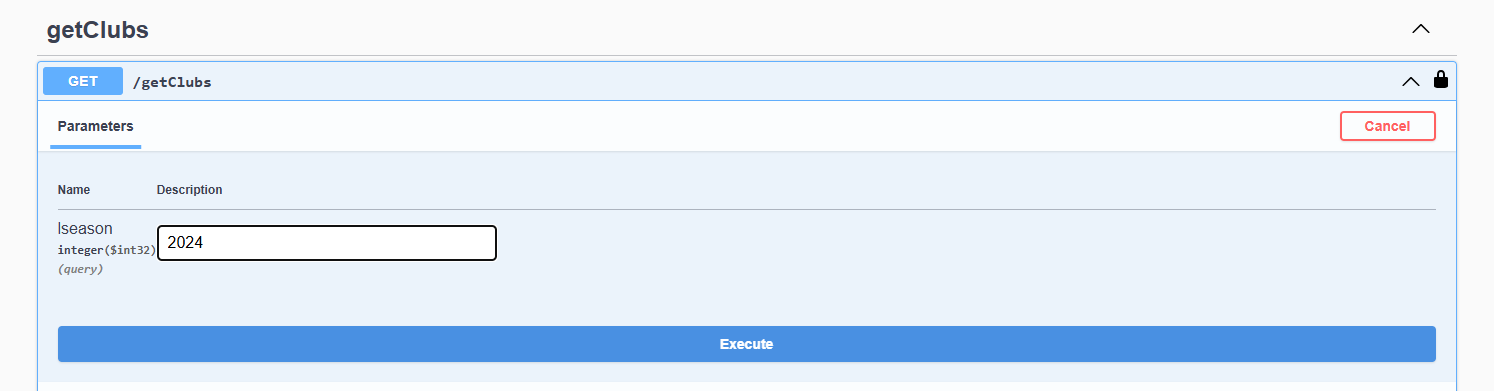 getClubs
GET /getClubs
Parameters
Cancel
Name Description
lseason
integer($int32)
(query)
2024
Execute